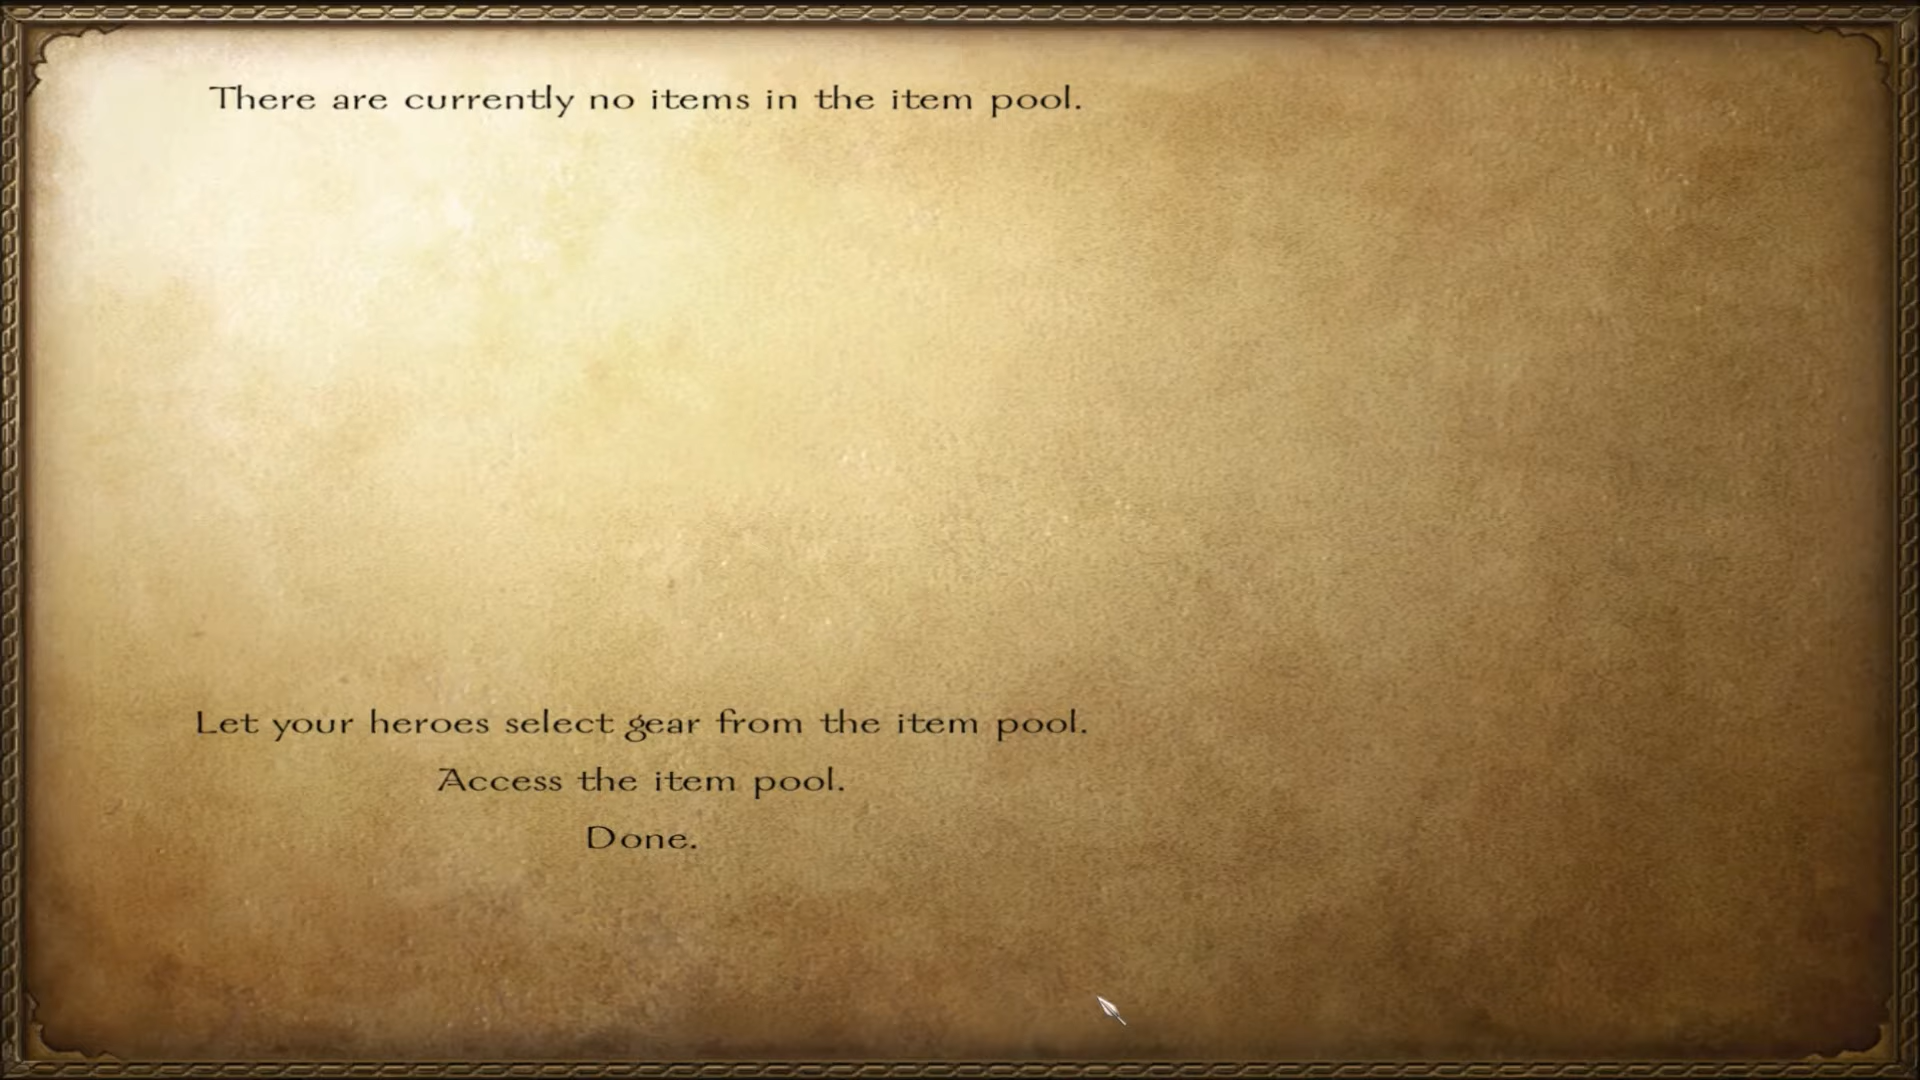 There are currently no items in the item pool.
Let your heroes select gear from the item pool.
Access the item pool.
Done.